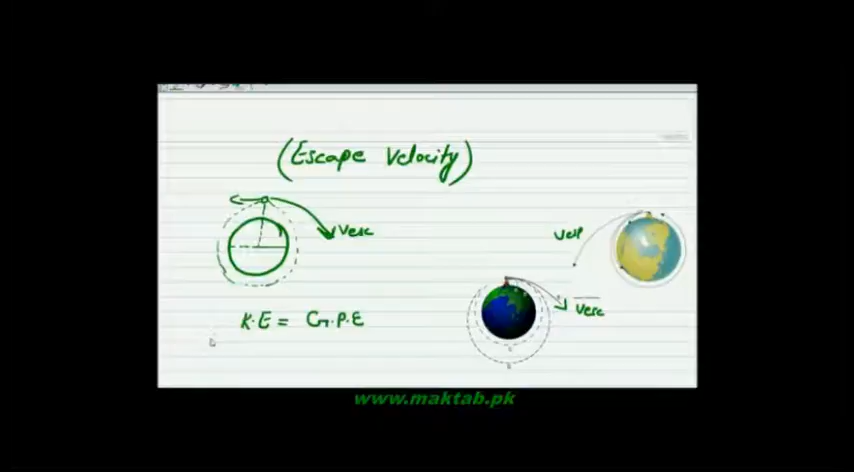 (Escape Velocity)
Vesc
Vesc
Vesc
K.E = G.P.E
www.maktab.pk